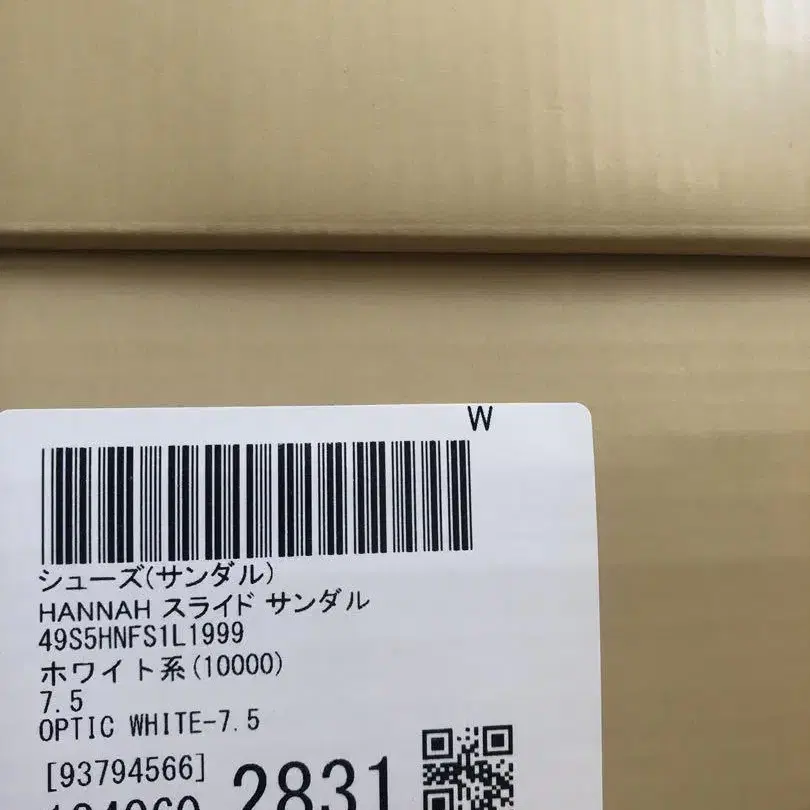 W
シューズ(サンダル)
HANNAH スライド サンダル
49S5HNFS1L1999
ホワイト系(10000)
7.5
OPTIC WHITE-7.5
[93794566]
2831